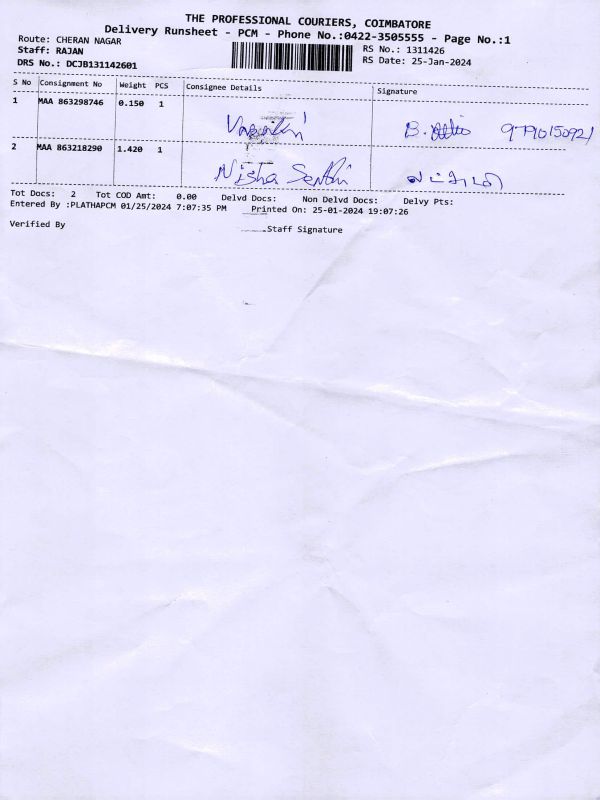 THE PROFESSIONAL COURIERS, COIMBATORE
Delivery Runsheet - PCM - Phone No.:0422-3505555 - Page No.:1
Route: CHERAN NAGAR RS No.: 1311426
Staff: RAJAN RS Date: 25-Jan-2024
DRS No.: DCJB131142601
S No Consignment No Weight PCS Consignee Details Signature
1 MAA 863298746 0.150 1 B. 9791015092
2 MAA 863218290 1.420 1 Nisha Senthi
Tot Docs: 2 Tot COD Amt: 0.00 Delvd Docs: Non Delvd Docs: Delvy Pts:
Entered By :PLATHAPCM 01/25/2024 7:07:35 PM Printed On: 25-01-2024 19:07:26
Verified By Staff Signature